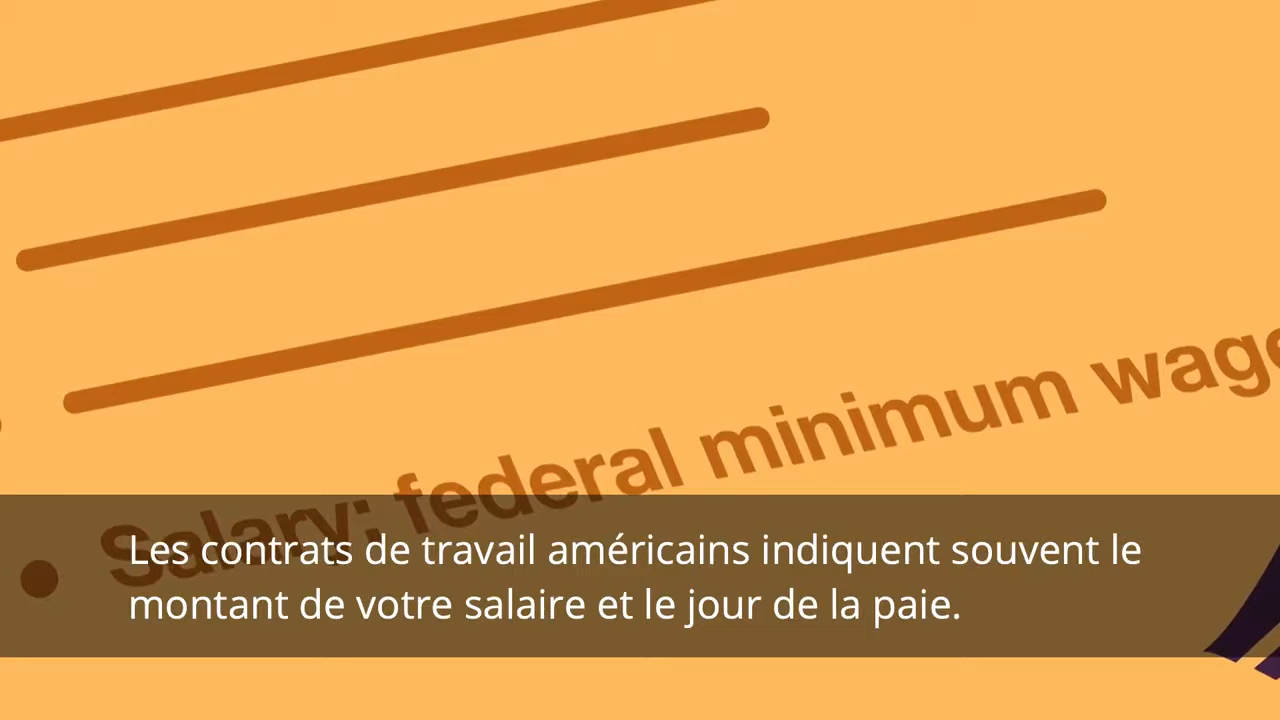 Salary: federal minimum wage
Les contrats de travail américains indiquent souvent le
montant de votre salaire et le jour de la paie.